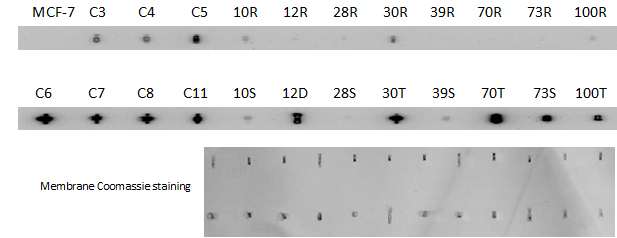 MCF-7 C3 C4 C5 10R 12R 28R 30R 39R 70R 73R 100R
C6 C7 C8 C11 10S 12D 28S 30T 39S 70T 73S 100T
Membrane Coomassie staining